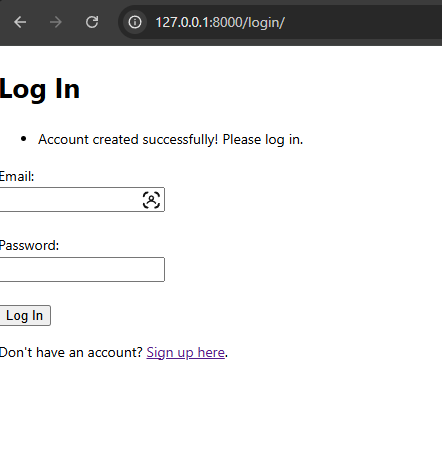 127.0.0.1:8000/login/
Log In
Account created successfully! Please log in.
Email:
Password:
Log In
Don't have an account? Sign up here.